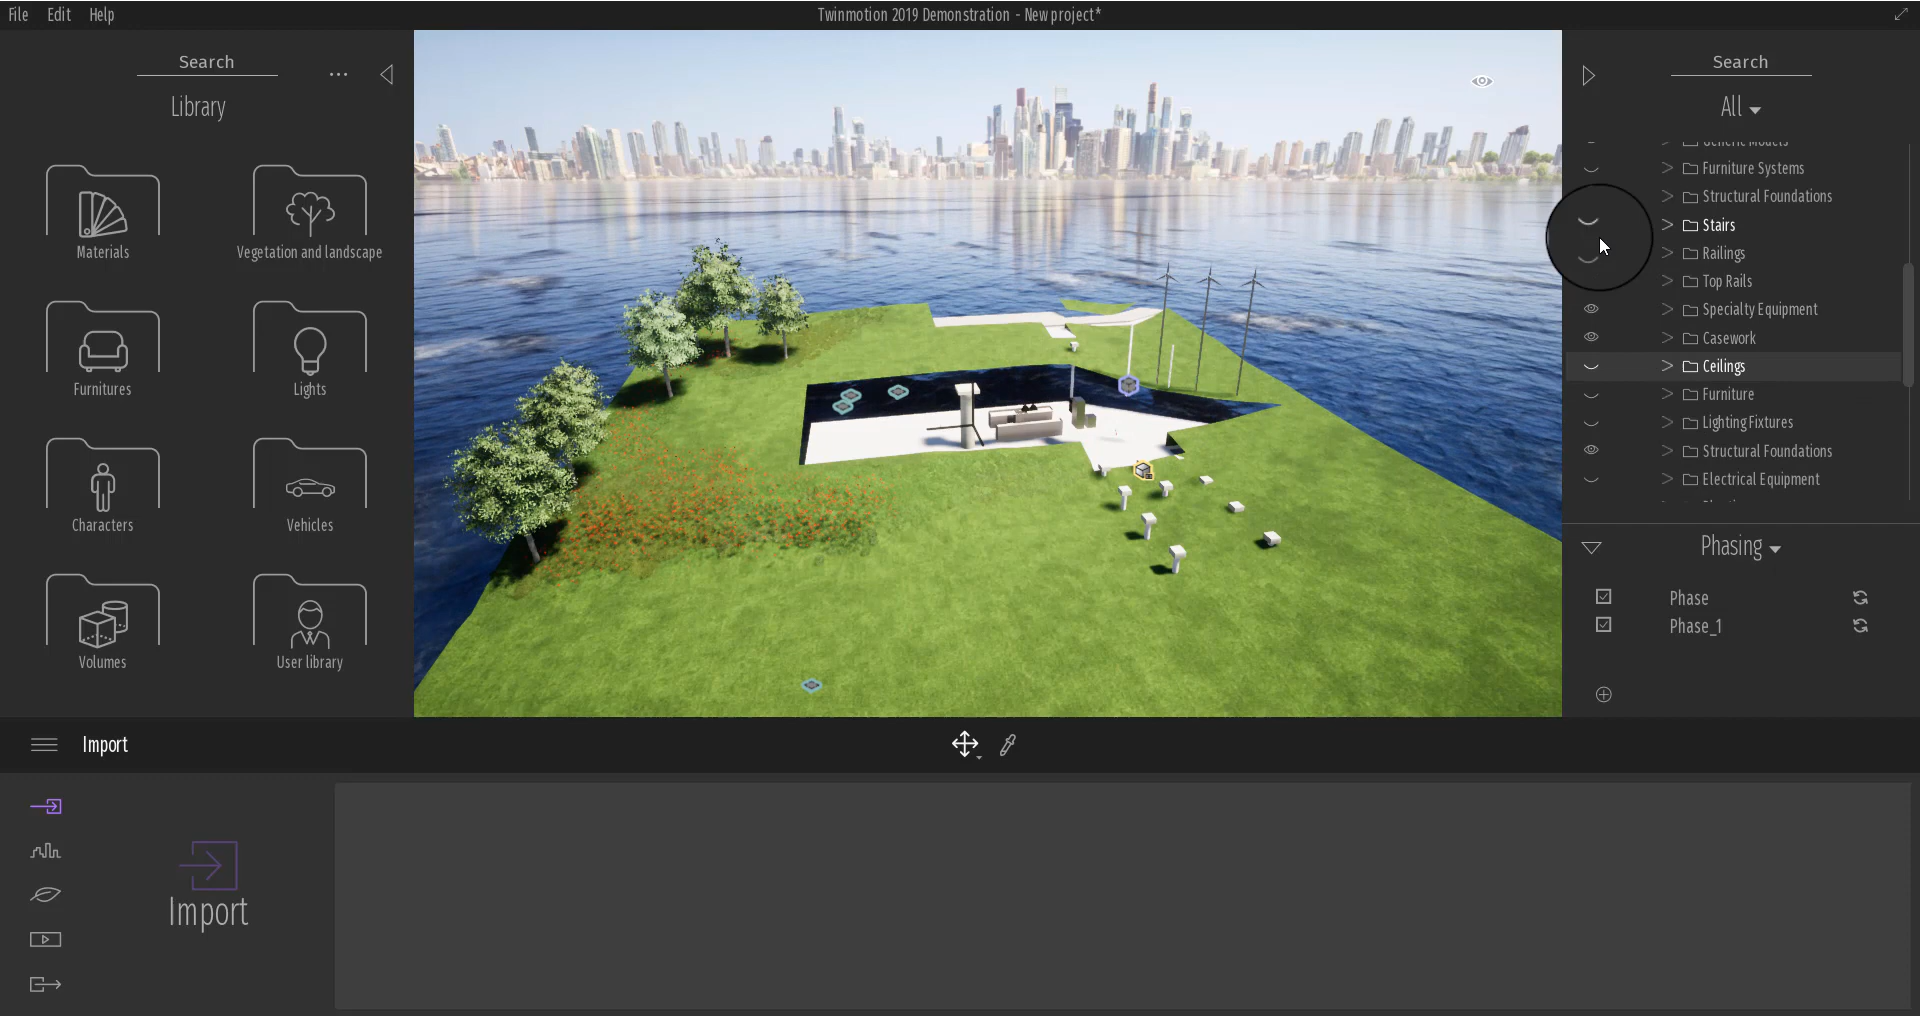 File Edit Help
Twinmotion 2019 Demonstration - New project*
Search
Library
Materials
Vegetation and landscape
Furnitures
Lights
Characters
Vehicles
Volumes
User library
Search
All
Generic Models
Furniture Systems
Structural Foundations
Stairs
Railings
Top Rails
Specialty Equipment
Casework
Ceilings
Furniture
Lighting Fixtures
Structural Foundations
Electrical Equipment
Phasing
Phase
Phase_1
Import
Import